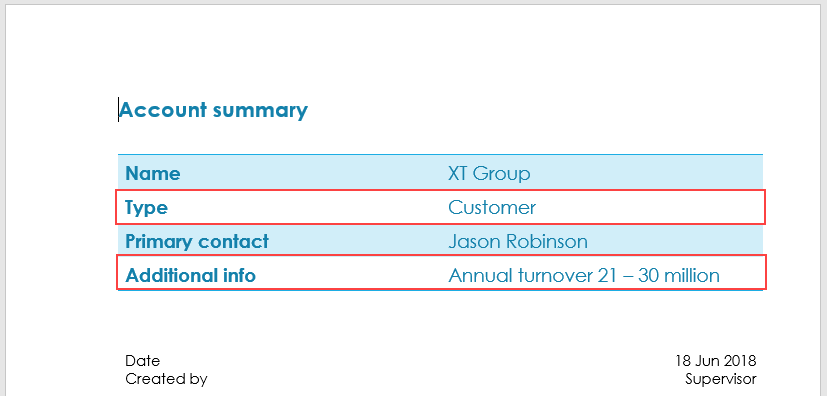 Account summary
Name XT Group
Type Customer
Primary contact Jason Robinson
Additional info Annual turnover 21 – 30 million
Date 18 Jun 2018
Created by Supervisor